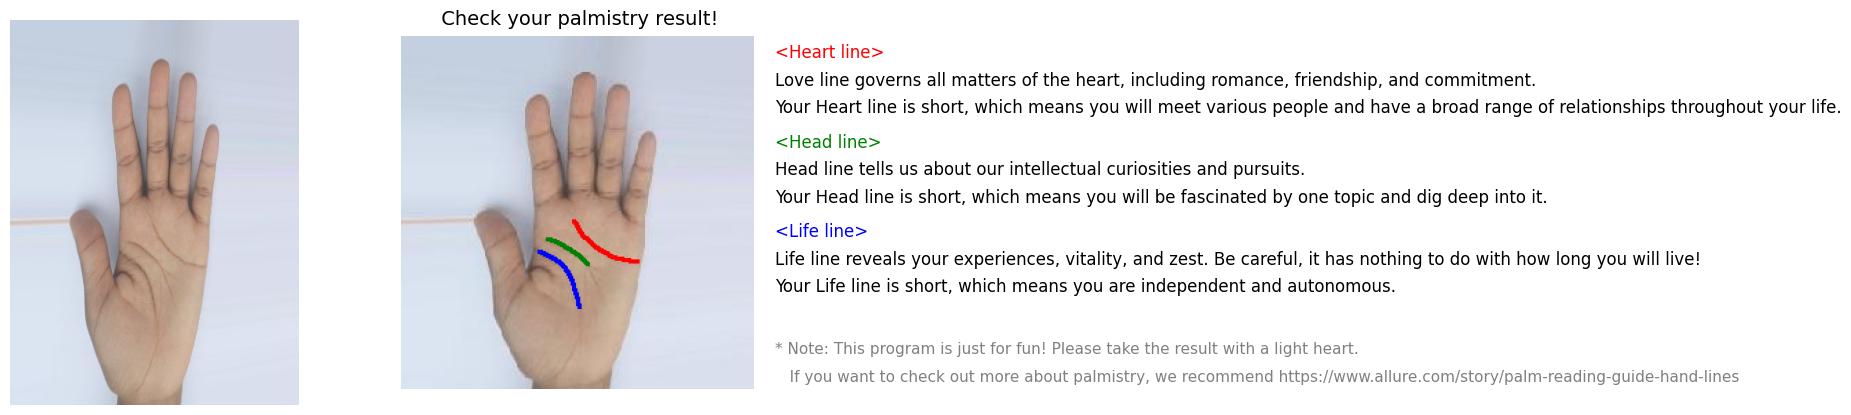 Check your palmistry result!
<Heart line>
Love line governs all matters of the heart, including romance, friendship, and commitment.
Your Heart line is short, which means you will meet various people and have a broad range of relationships throughout your life.
<Head line>
Head line tells us about our intellectual curiosities and pursuits.
Your Head line is short, which means you will be fascinated by one topic and dig deep into it.
<Life line>
Life line reveals your experiences, vitality, and zest. Be careful, it has nothing to do with how long you will live!
Your Life line is short, which means you are independent and autonomous.
* Note: This program is just for fun! Please take the result with a light heart.
If you want to check out more about palmistry, we recommend https://www.allure.com/story/palm-reading-guide-hand-lines